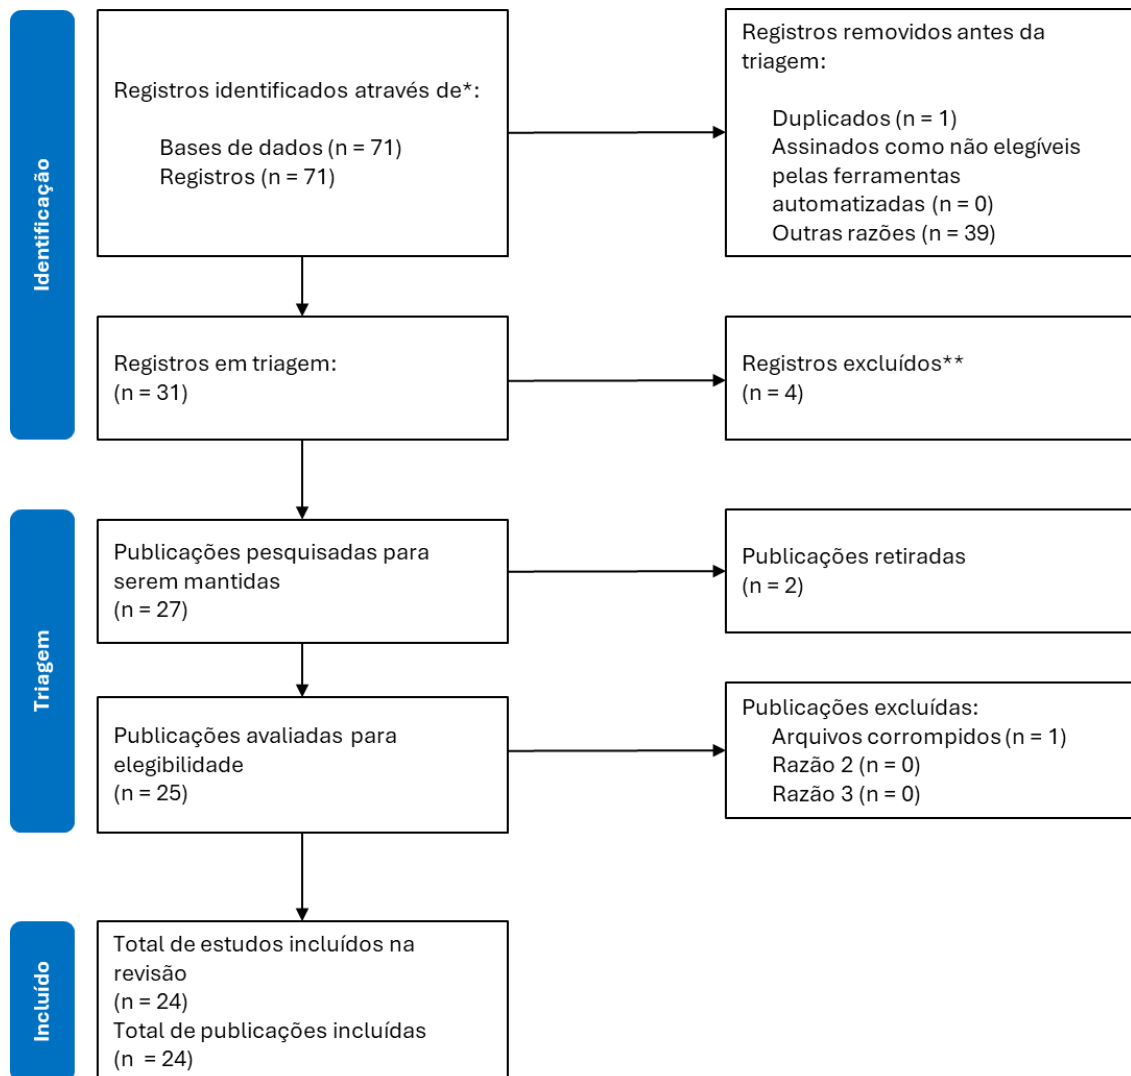 Identificação
Registros identificados através de*:
Bases de dados (n = 71)
Registros (n = 71)
Registros removidos antes da
triagem:
Duplicados (n = 1)
Assinados como não elegíveis
pelas ferramentas
automatizadas (n = 0)
Outras razões (n = 39)
Registros em triagem:
(n = 31)
Registros excluídos**
(n = 4)
Triagem
Publicações pesquisadas para
serem mantidas
(n = 27)
Publicações retiradas
(n = 2)
Publicações avaliadas para
elegibilidade
(n = 25)
Publicações excluídas:
Arquivos corrompidos (n = 1)
Razão 2 (n = 0)
Razão 3 (n = 0)
Incluído
Total de estudos incluídos na
revisão
(n = 24)
Total de publicações incluídas
(n = 24)